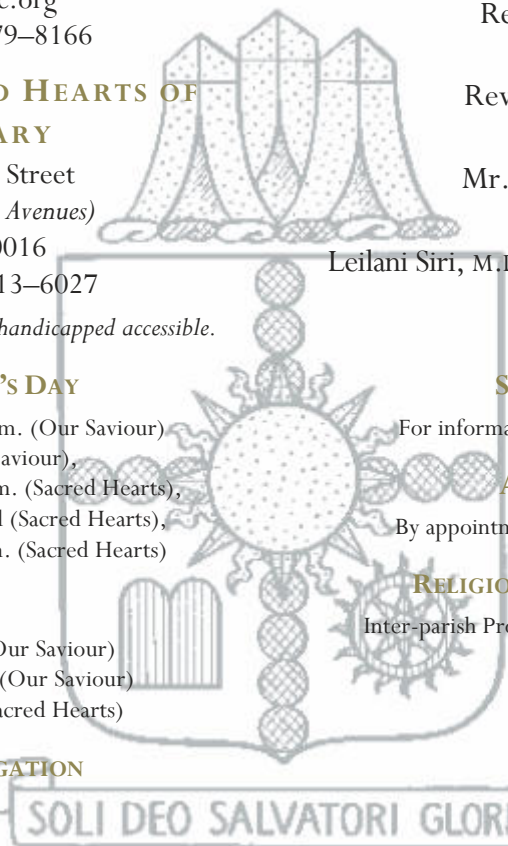 c.org
79–8166
D HEARTS OF
ARY
Street
Avenues)
0016
13–6027
handicapped accessible.
’S DAY
m. (Our Saviour)
aviour),
m. (Sacred Hearts),
l (Sacred Hearts),
n. (Sacred Hearts)
Our Saviour)
(Our Saviour)
acred Hearts)
GATION
Re
Rev
Mr.
Leilani Siri, M.
S
For informa
A
By appointm
RELIGIO
Inter-parish Pro
SOLI DEO SALVATORI GLORI